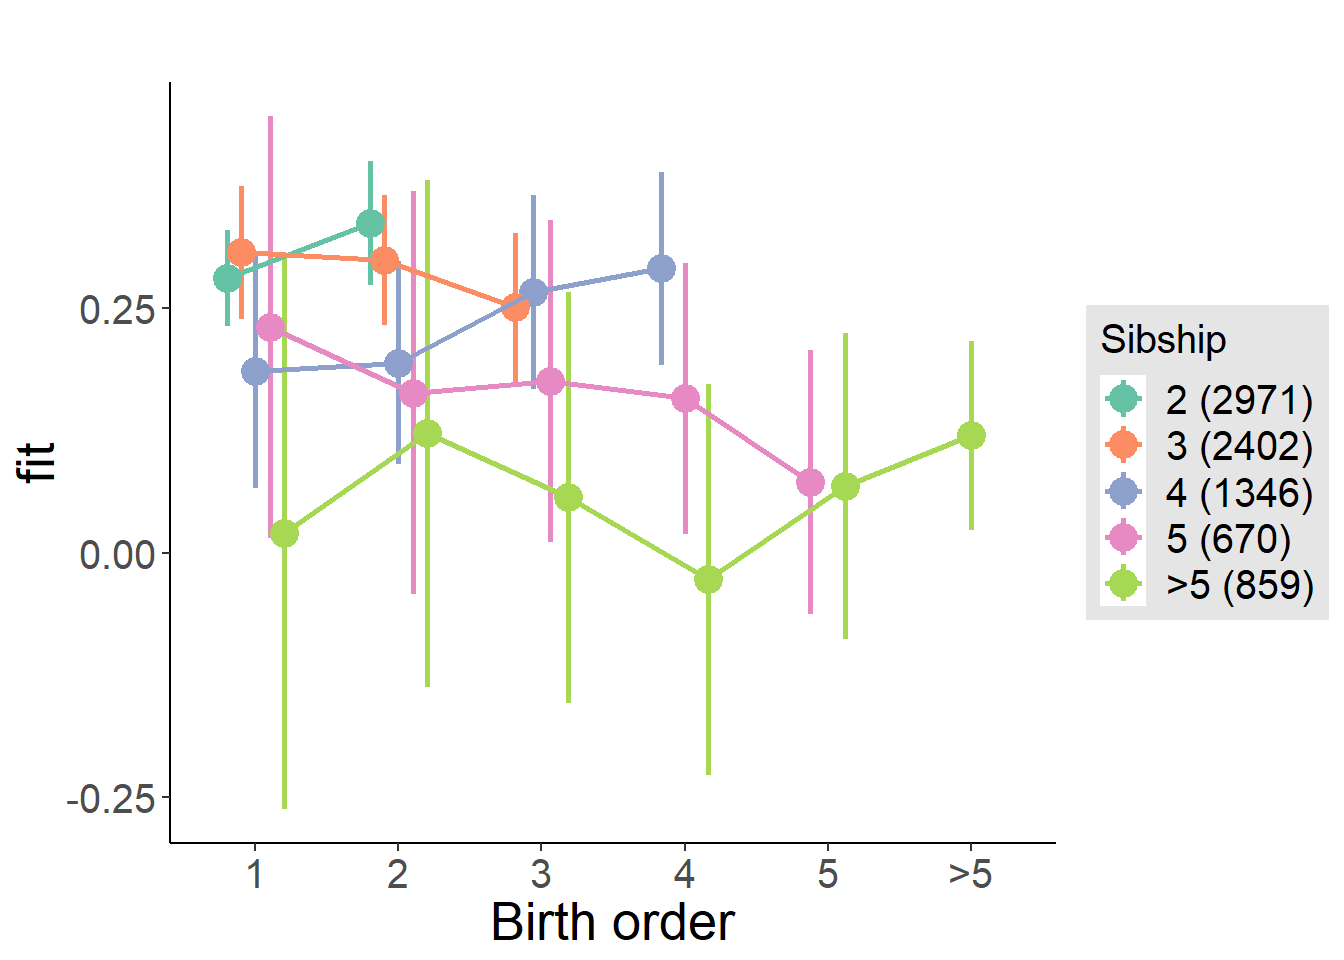 fit
0.25
0.00
-0.25
1 2 3 4 5 >5
Birth order
Sibship
2 (2971)
3 (2402)
4 (1346)
5 (670)
>5 (859)